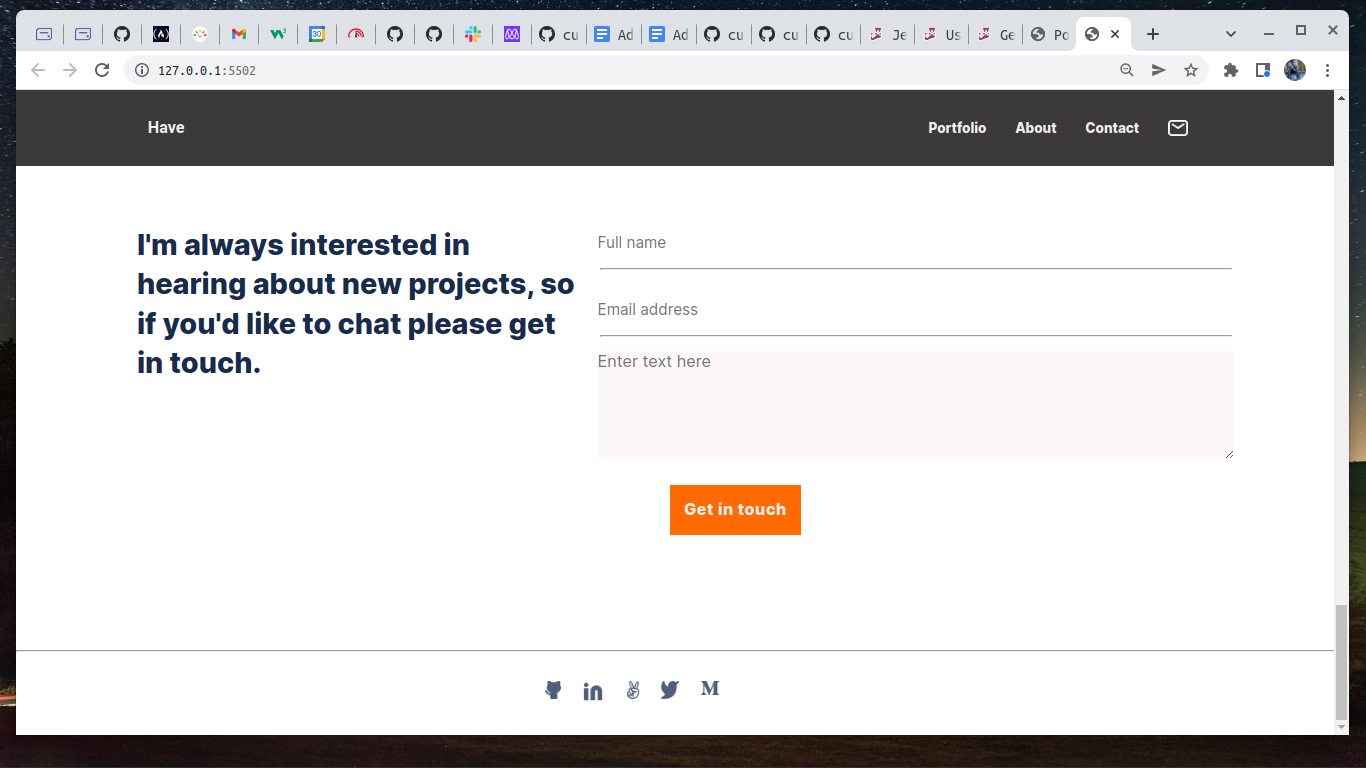 30
cu
Ad
Ad
cu
cu
cu
Je
Us
Ge
Po
127.0.0.1:5502
Have
Portfolio
About
Contact
I'm always interested in
hearing about new projects, so
if you'd like to chat please get
in touch.
Full name
Email address
Enter text here
Get in touch
in
M